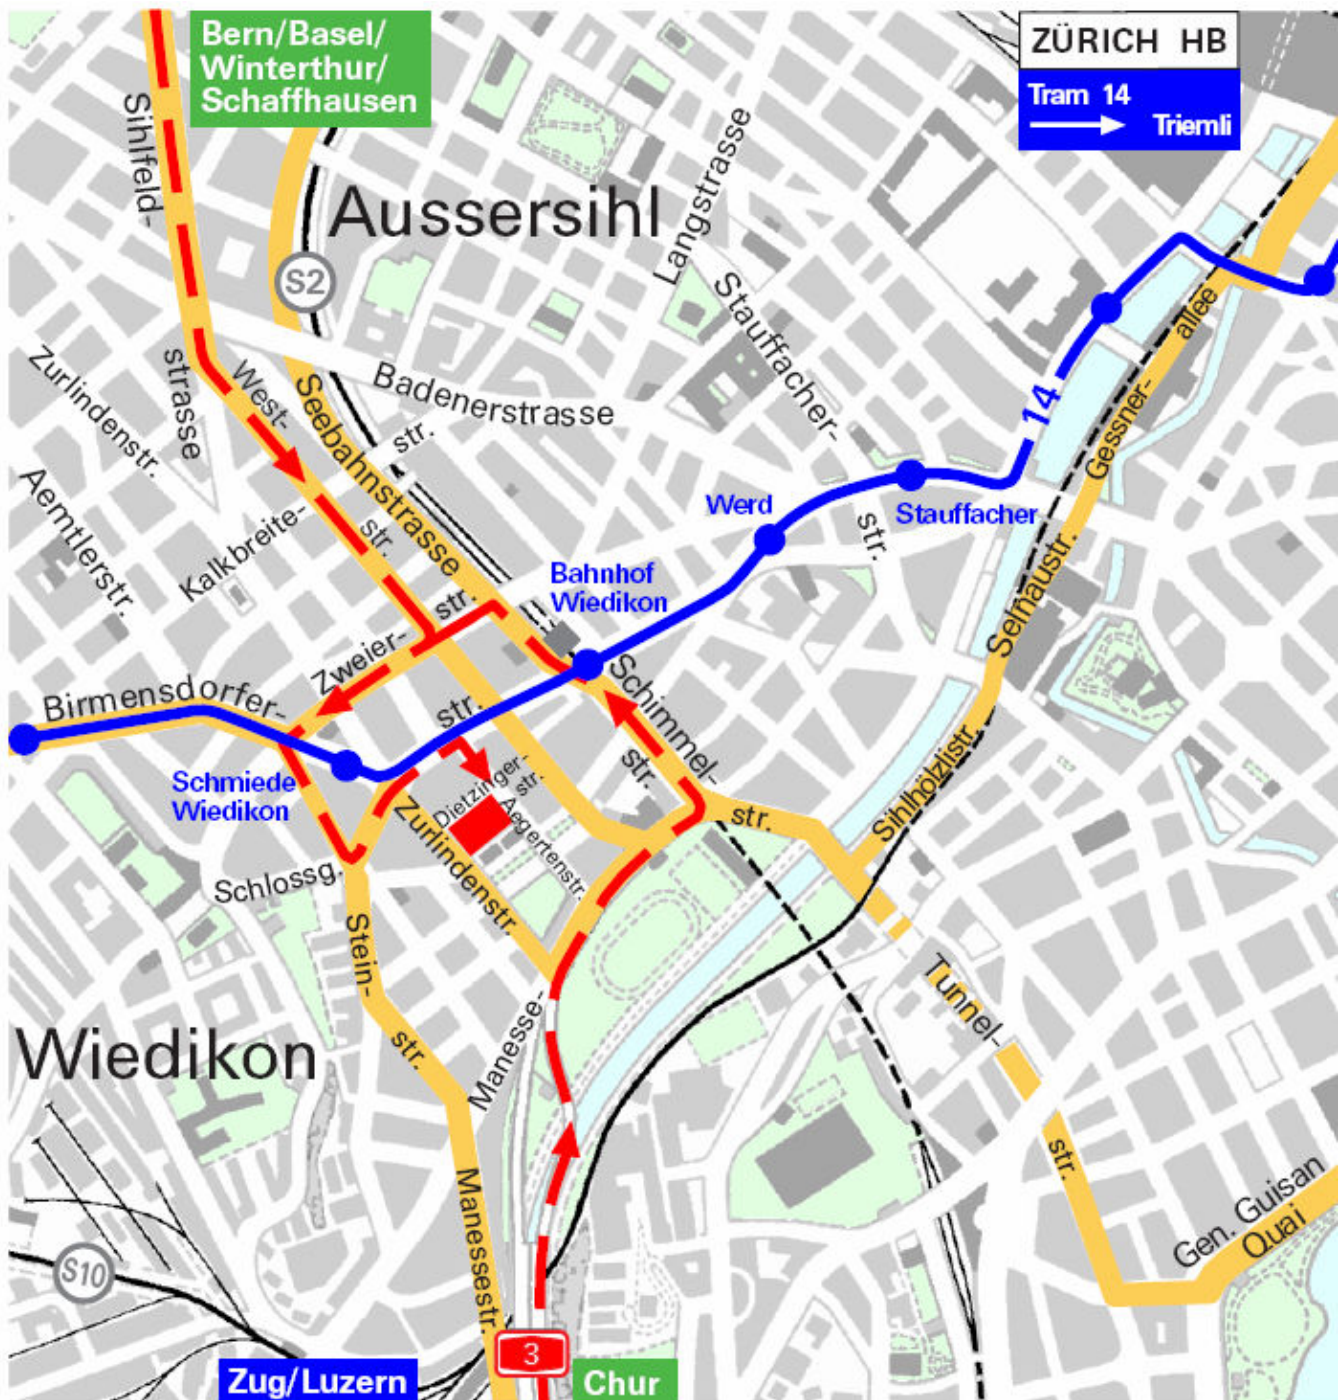 Bern/Basel/
Winterthur/
Schaffhausen
ZÜRICH HB
Tram 14
Triemli
Sihlfeld-
strasse
Aussersihl
S2
Langstrasse
Stauffacher-
str.
allee
Gessner-
Zurlindenstr.
West-
str.
Seebahnstrasse
Badenerstrasse
14
Aemtlerstr.
Kalkbreite-
str.
Werd
Stauffacher
Bahnhof
Wiedikon
Selnaustr.
Zweier-
str.
Birmensdorfer-
str.
Schimmel-
str.
str.
Schmiede
Wiedikon
Dietzinger-
str.
Aegertenstr.
Zurlindenstr.
Sihlhölzlistr.
Schlossg.
Stein-
str.
Manesse-
Tunnel-
str.
Wiedikon
Manessestr.
Gen. Guisan
Quai
S10
3
Zug/Luzern
Chur